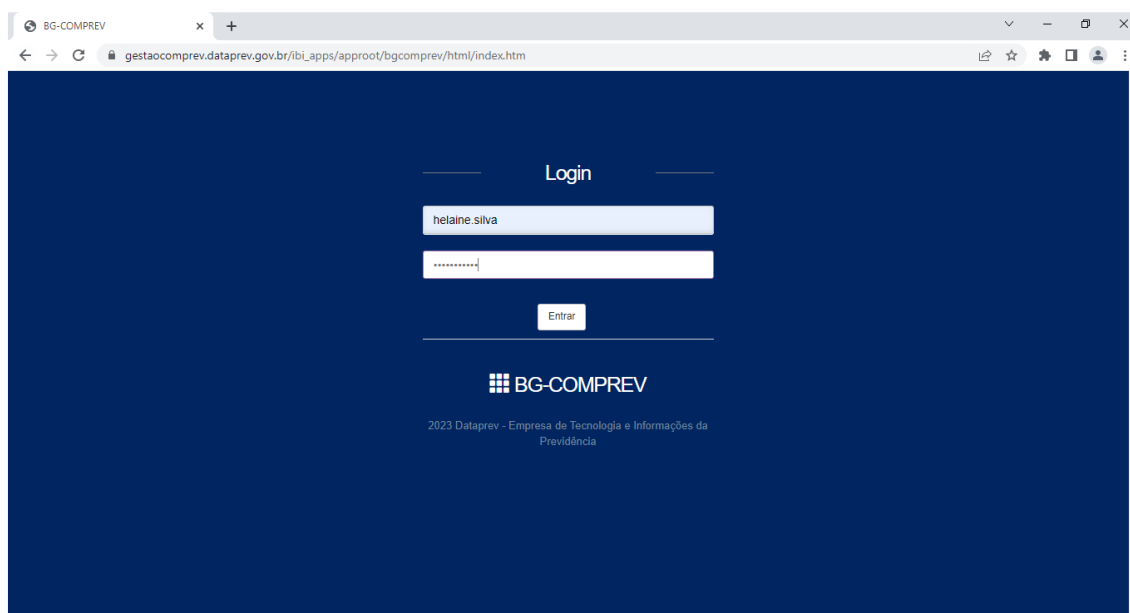 BG-COMPREV
gestaocomprev.dataprev.gov.br/ibi_apps/approot/bgcomprev/html/index.htm
Login
helaine.silva
•••••••••••
Entrar
BG-COMPREV
2023 Dataprev - Empresa de Tecnologia e Informações da
Previdência